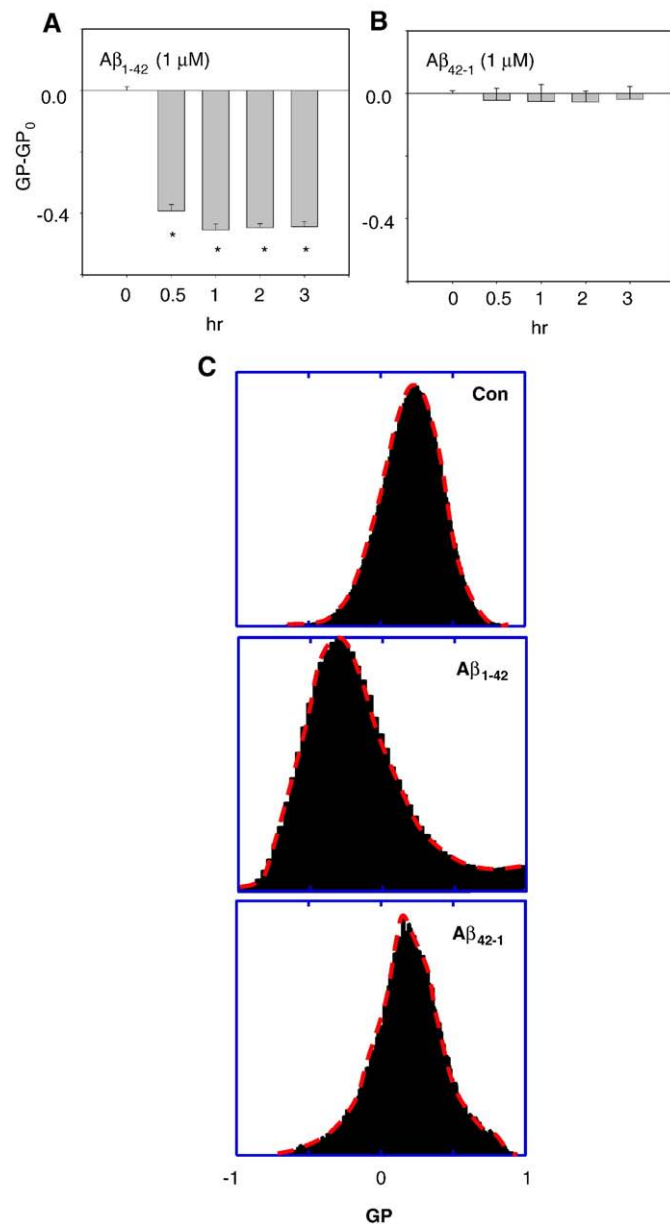 A
Aβ₁₋₄₂ (1 μM)
0.0
-0.4
GP-GP₀
* * * *
0 0.5 1 2 3
hr
B
Aβ₄₂₋₁ (1 μM)
0.0
-0.4
0 0.5 1 2 3
hr
C
Con
Aβ₁₋₄₂
Aβ₄₂₋₁
-1 0 1
GP